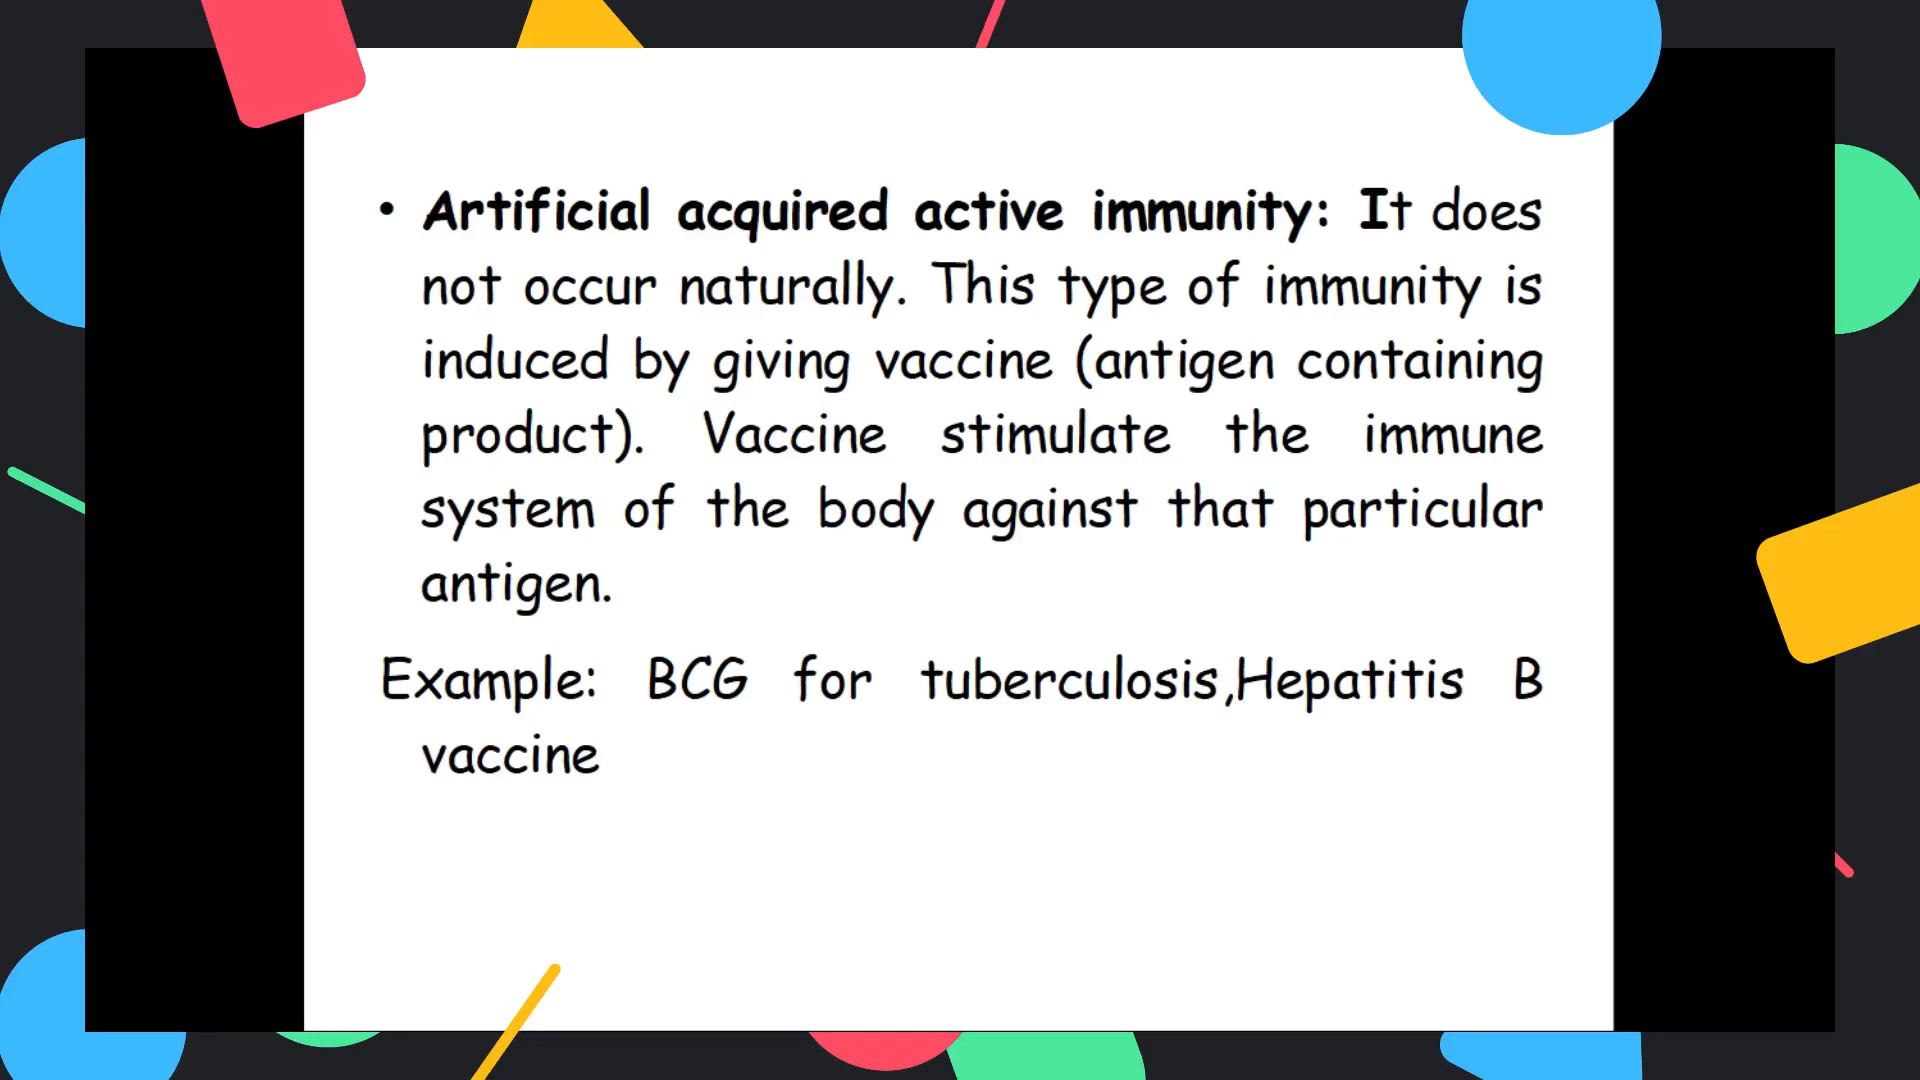 • Artificial acquired active immunity: It does
not occur naturally. This type of immunity is
induced by giving vaccine (antigen containing
product). Vaccine stimulate the immune
system of the body against that particular
antigen.
Example: BCG for tuberculosis,Hepatitis B
vaccine